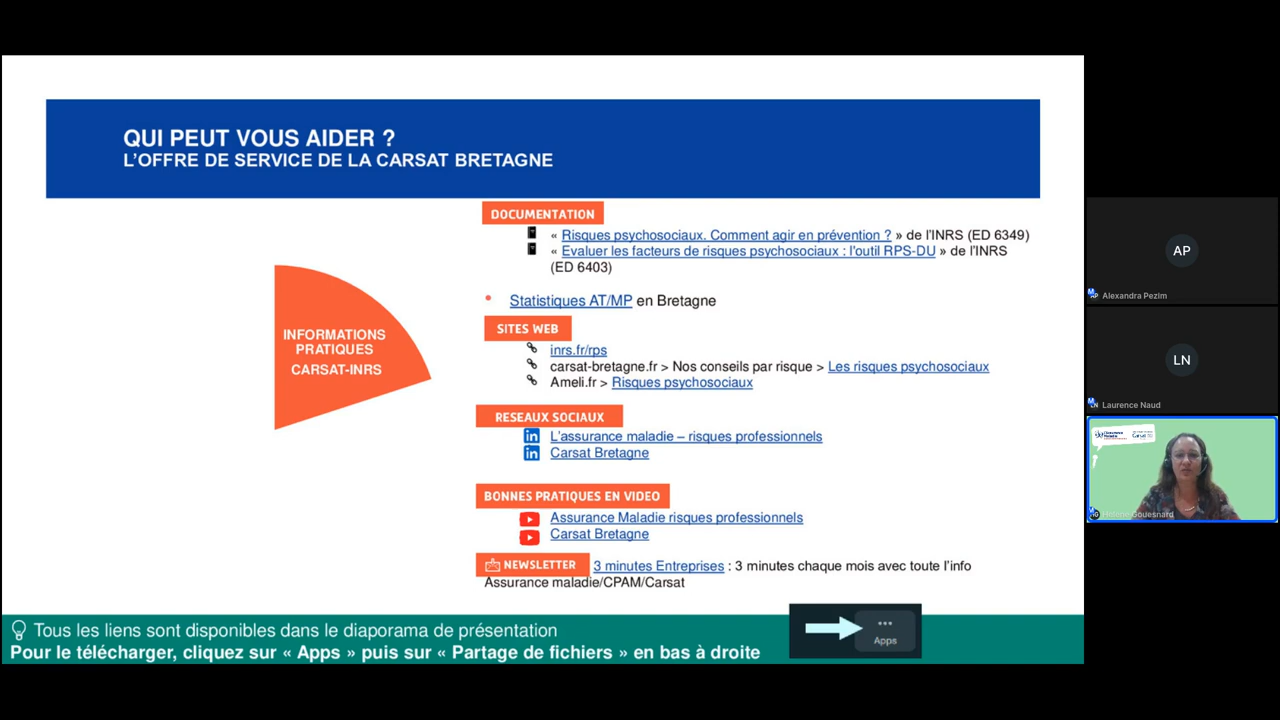 QUI PEUT VOUS AIDER ?
L'OFFRE DE SERVICE DE LA CARSAT BRETAGNE
DOCUMENTATION
« Risques psychosociaux. Comment agir en prévention ? » de l'INRS (ED 6349)
« Evaluer les facteurs de risques psychosociaux : l'outil RPS-DU » de l'INRS
(ED 6403)
• Statistiques AT/MP en Bretagne
INFORMATIONS
PRATIQUES
CARSAT-INRS
SITES WEB
inrs.fr/rps
carsat-bretagne.fr > Nos conseils par risque > Les risques psychosociaux
Ameli.fr > Risques psychosociaux
RESEAUX SOCIAUX
L'assurance maladie – risques professionnels
Carsat Bretagne
BONNES PRATIQUES EN VIDEO
Assurance Maladie risques professionnels
Carsat Bretagne
NEWSLETTER 3 minutes Entreprises : 3 minutes chaque mois avec toute l'info
Assurance maladie/CPAM/Carsat
Tous les liens sont disponibles dans le diaporama de présentation
Pour le télécharger, cliquez sur « Apps » puis sur « Partage de fichiers » en bas à droite
Apps
AP
Alexandra Pezim
LN
Laurence Naud
Gouesnard